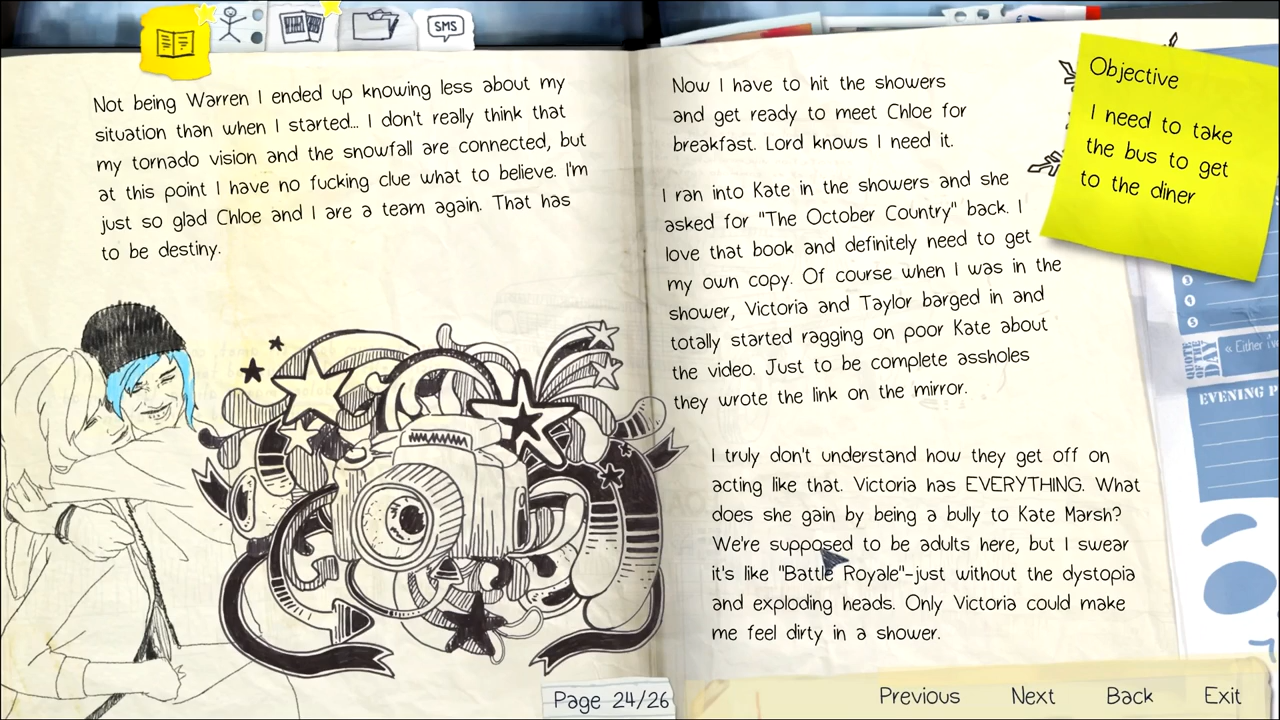 SMS
Not being Warren I ended up knowing less about my
situation than when I started... I don't really think that
my tornado vision and the snowfall are connected, but
at this point I have no fucking clue what to believe. I'm
just so glad Chloe and I are a team again. That has
to be destiny.
Now I have to hit the showers
and get ready to meet Chloe for
breakfast. Lord knows I need it.
I ran into Kate in the showers and she
asked for "The October Country" back. I
love that book and definitely need to get
my own copy. Of course when I was in the
shower, Victoria and Taylor barged in and
totally started ragging on poor Kate about
the video. Just to be complete assholes
they wrote the link on the mirror.
I truly don't understand how they get off on
acting like that. Victoria has EVERYTHING. What
does she gain by being a bully to Kate Marsh?
We're supposed to be adults here, but I swear
it's like "Battle Royale"-just without the dystopia
and exploding heads. Only Victoria could make
me feel dirty in a shower.
Objective
I need to take
the bus to get
to the diner
3
4
5
QUOTE OF THE DAY
« Either
EVENING
Page 24/26
Previous
Next
Back
Exit